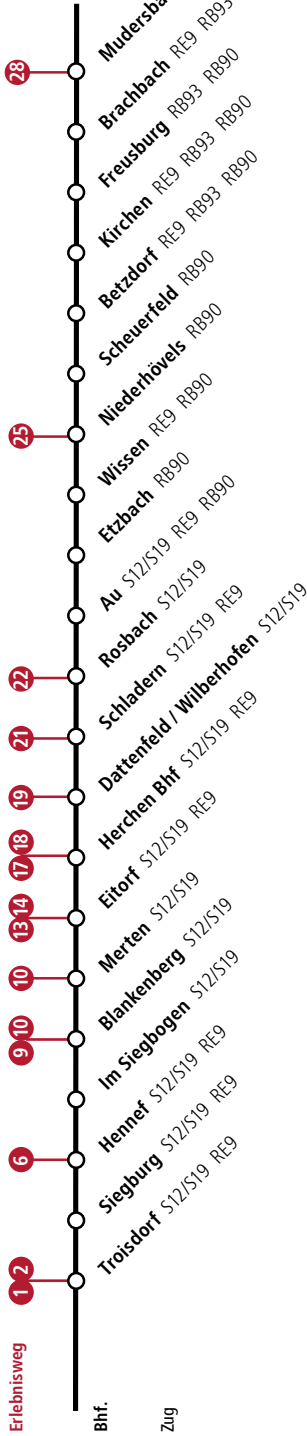 Erlebnisweg
1 2
6
9 10
10
13 14
17 18
19
21
22
25
28
Bhf.
Zug
Troisdorf S12/S19 RE9
Siegburg S12/S19 RE9
Hennef S12/S19 RE9
Im Siegbogen S12/S19
Blankenberg S12/S19
Merten S12/S19
Eitorf S12/S19 RE9
Herchen Bhf S12/S19 RE9
Dattenfeld / Wilberhofen S12/S19
Schladern S12/S19 RE9
Rosbach S12/S19
Au S12/S19 RE9 RB90
Etzbach RB90
Wissen RE9 RB90
Niederhövels RB90
Scheuerfeld RB90
Betzdorf RE9 RB93 RB90
Kirchen RE9 RB93 RB90
Freusburg RB93 RB90
Brachbach RE9 RB93